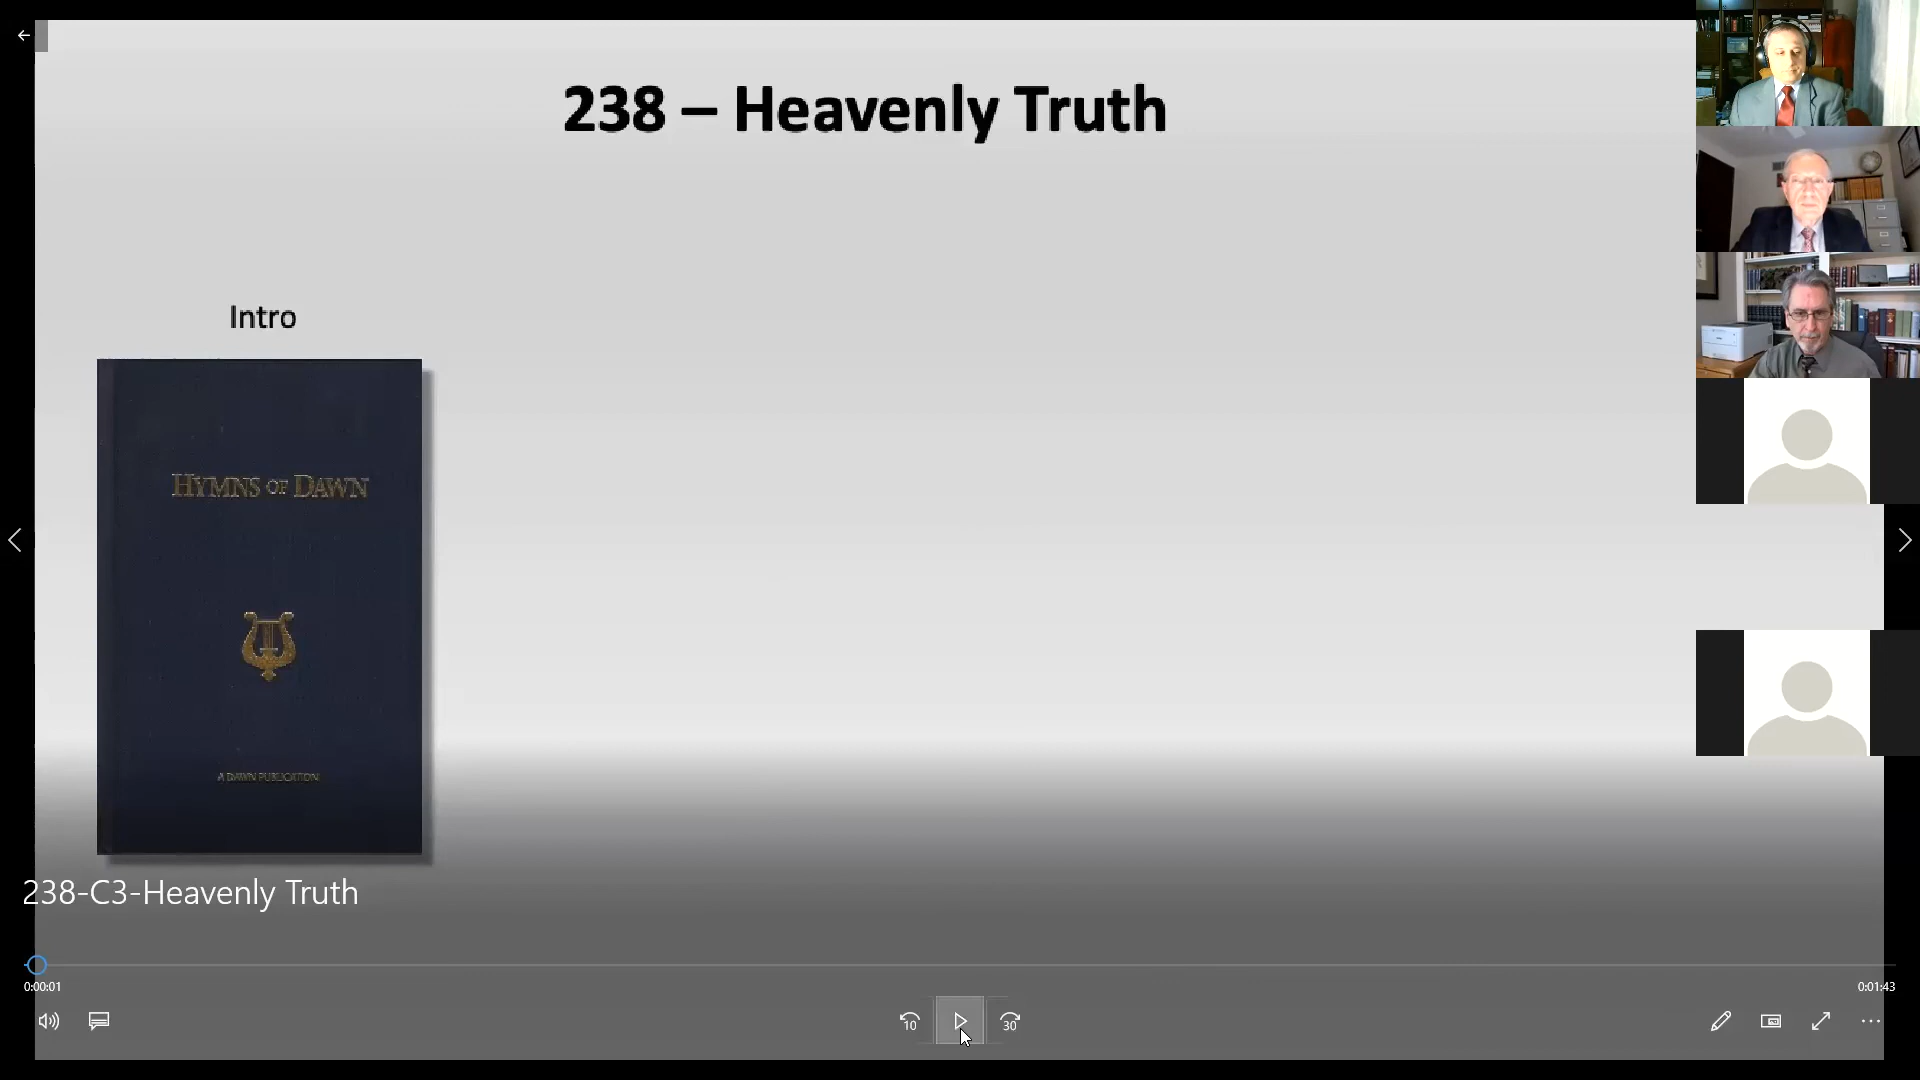 238 – Heavenly Truth
Intro
HYMNS OF DAWN
A DAWN PUBLICATION
238-C3-Heavenly Truth
0:00:01
0:01:43
10
30